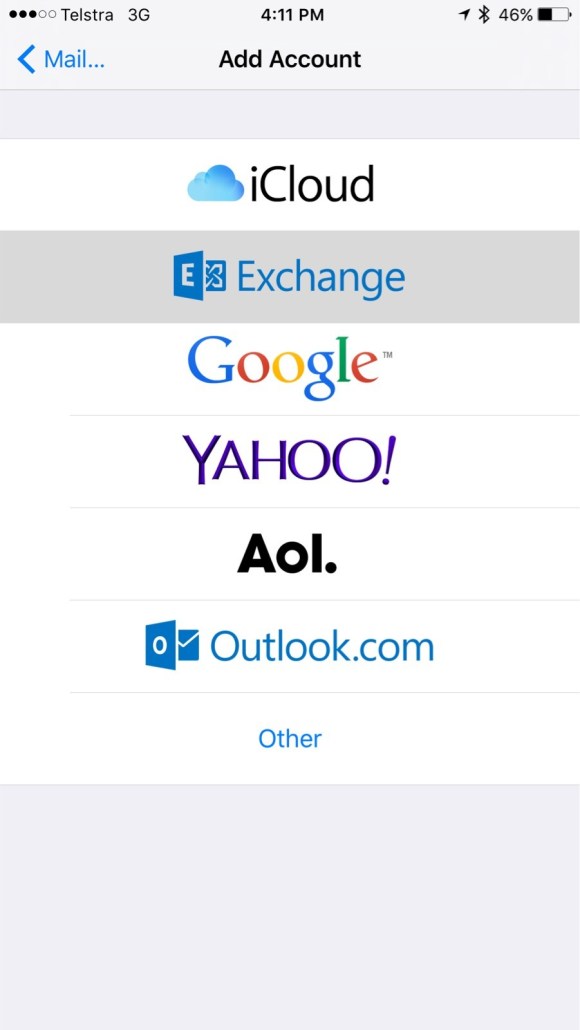 Telstra 3G 4:11 PM 46%
Mail... Add Account
iCloud
E Exchange
Google™
YAHOO!
Aol.
O Outlook.com
Other